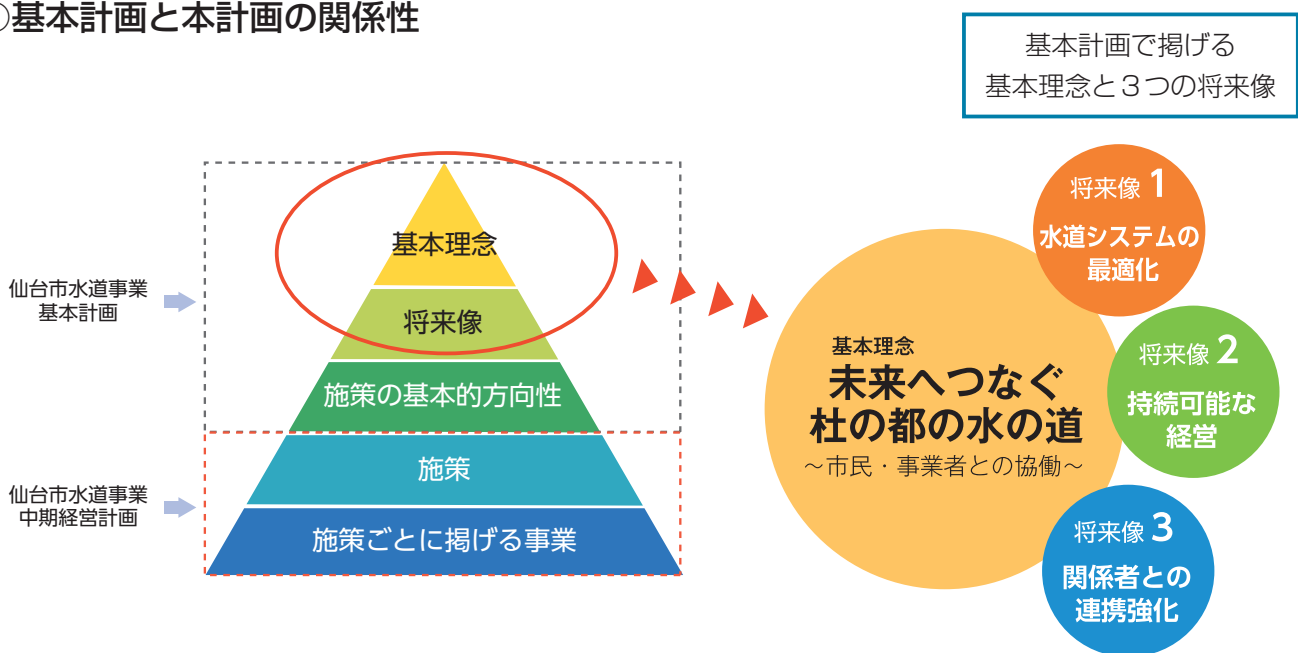 ○基本計画と本計画の関係性
基本計画で掲げる
基本理念と3つの将来像
仙台市水道事業
基本計画
仙台市水道事業
中期経営計画
基本理念
将来像
施策の基本的方向性
施策
施策ごとに掲げる事業
基本理念
未来へつなぐ
杜の都の水の道
～市民・事業者との協働～
将来像 1
水道システムの
最適化
将来像 2
持続可能な
経営
将来像 3
関係者との
連携強化